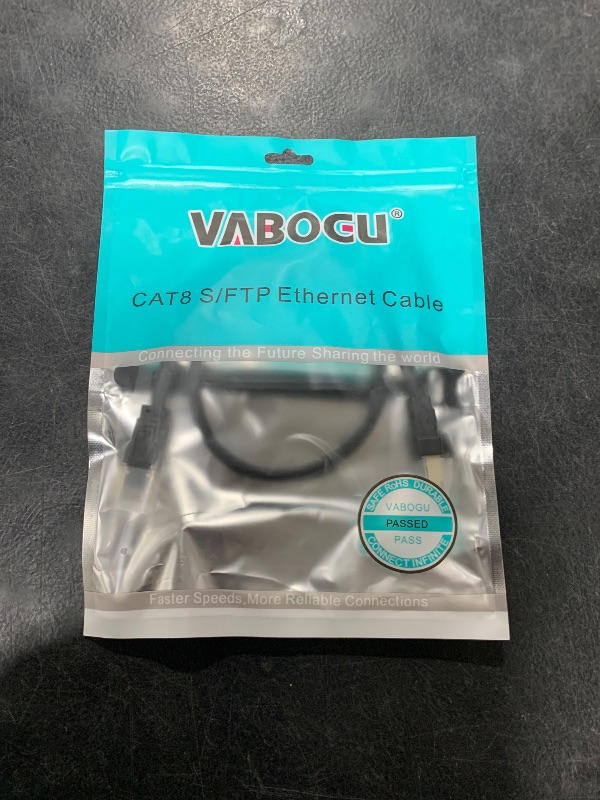 VABOGU®
CAT8 S/FTP Ethernet Cable
Connecting the Future Sharing the world
SAFE RoHS DURABLE
VABOGU
PASSED
PASS
CONNECT INFINITE
Faster Speeds,More Reliable Connections